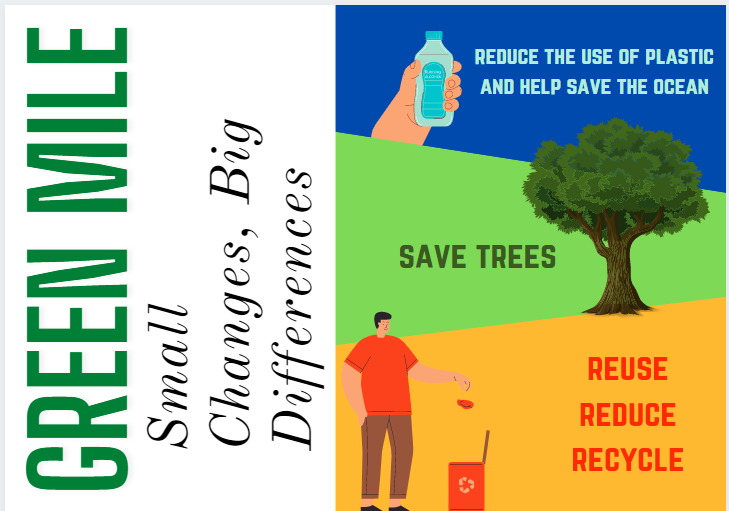 GREEN MILE
Small
Changes, Big
Differences
REDUCE THE USE OF PLASTIC
AND HELP SAVE THE OCEAN
SAVE TREES
REUSE
REDUCE
RECYCLE